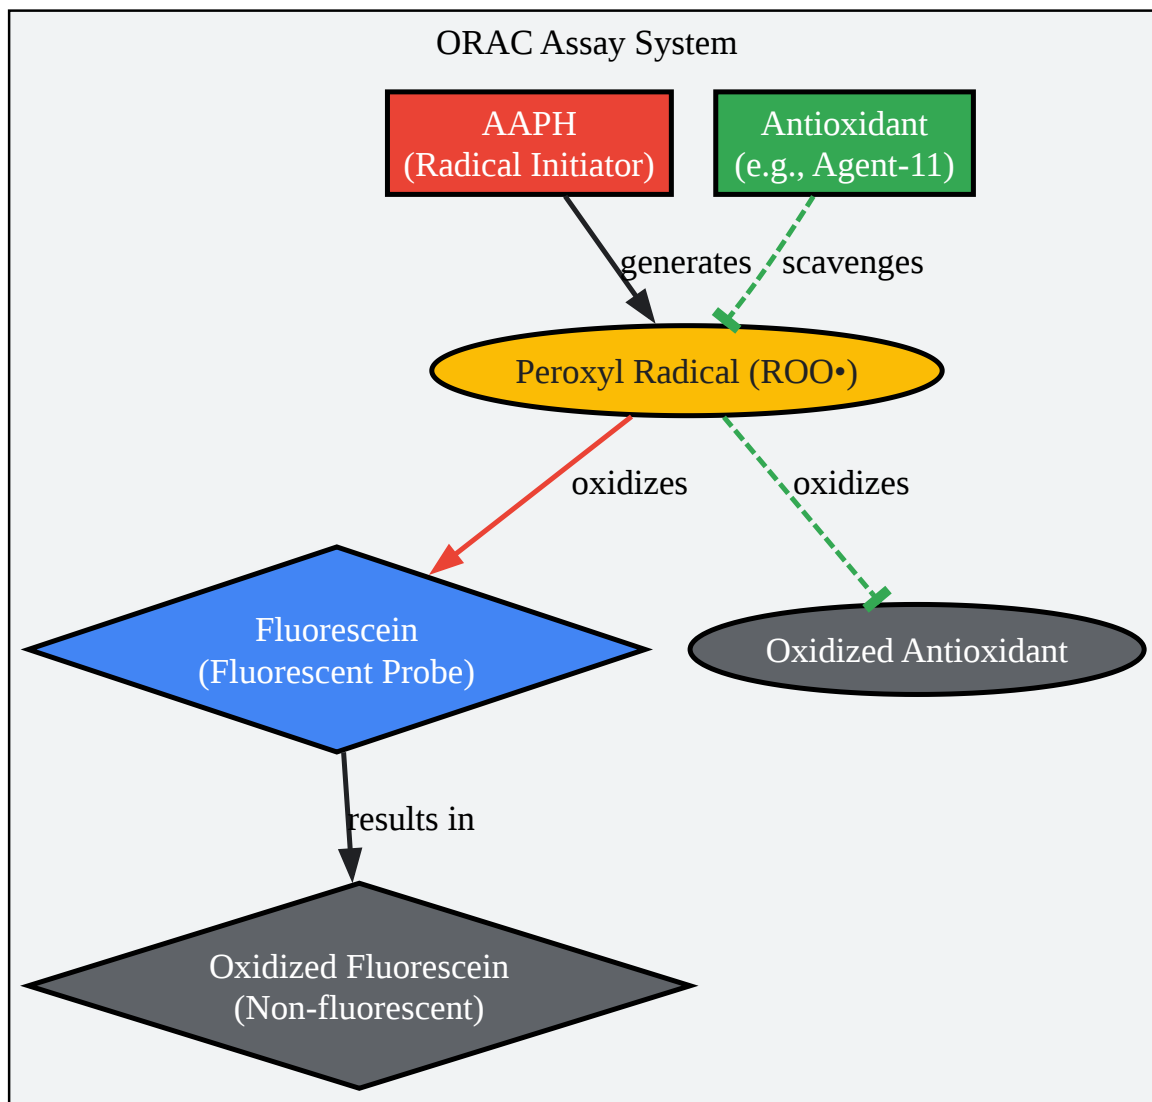 ORAC Assay System
AAPH
(Radical Initiator)
Antioxidant
(e.g., Agent-11)
generates
scavenges
Peroxyl Radical (ROO•)
oxidizes
oxidizes
Fluorescein
(Fluorescent Probe)
Oxidized Antioxidant
results in
Oxidized Fluorescein
(Non-fluorescent)